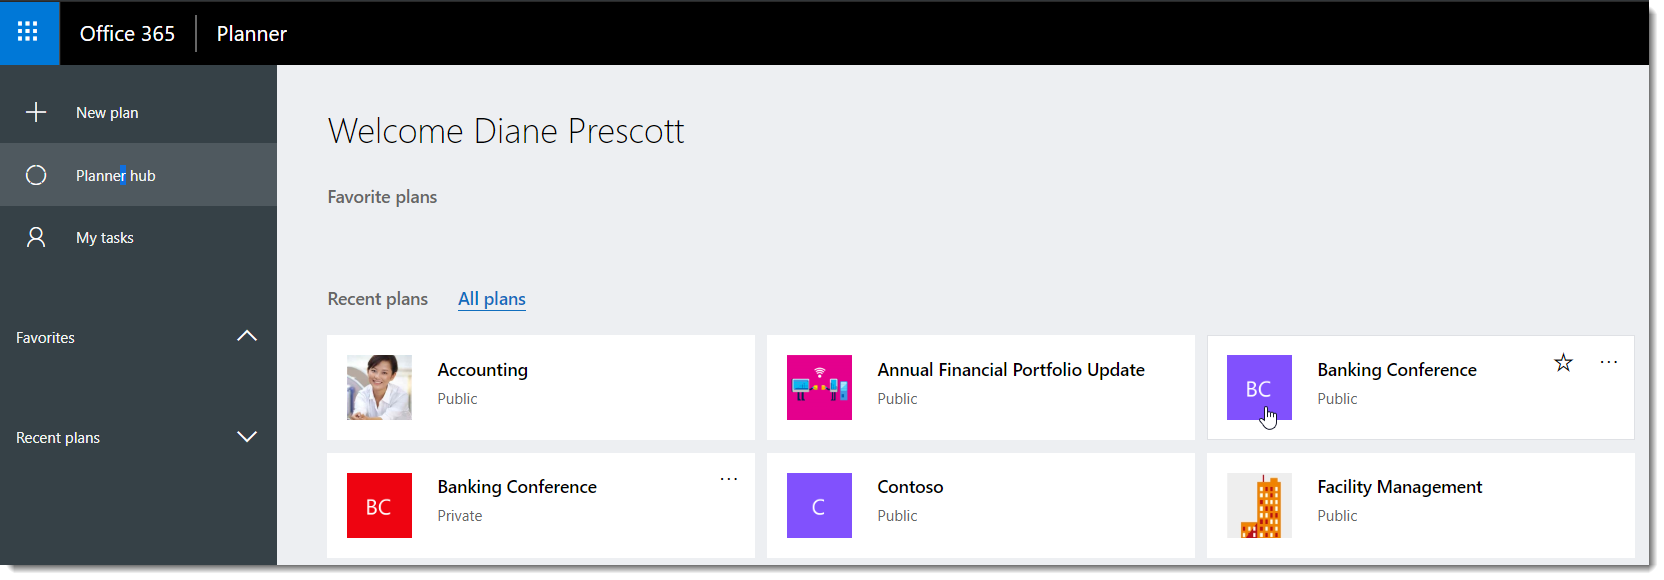 Office 365 Planner
New plan
Planner hub
My tasks
Favorites
Recent plans
Welcome Diane Prescott
Favorite plans
Recent plans All plans
Accounting
Public
Annual Financial Portfolio Update
Public
BC
Banking Conference
Public
BC
Banking Conference
Private
C
Contoso
Public
Facility Management
Public